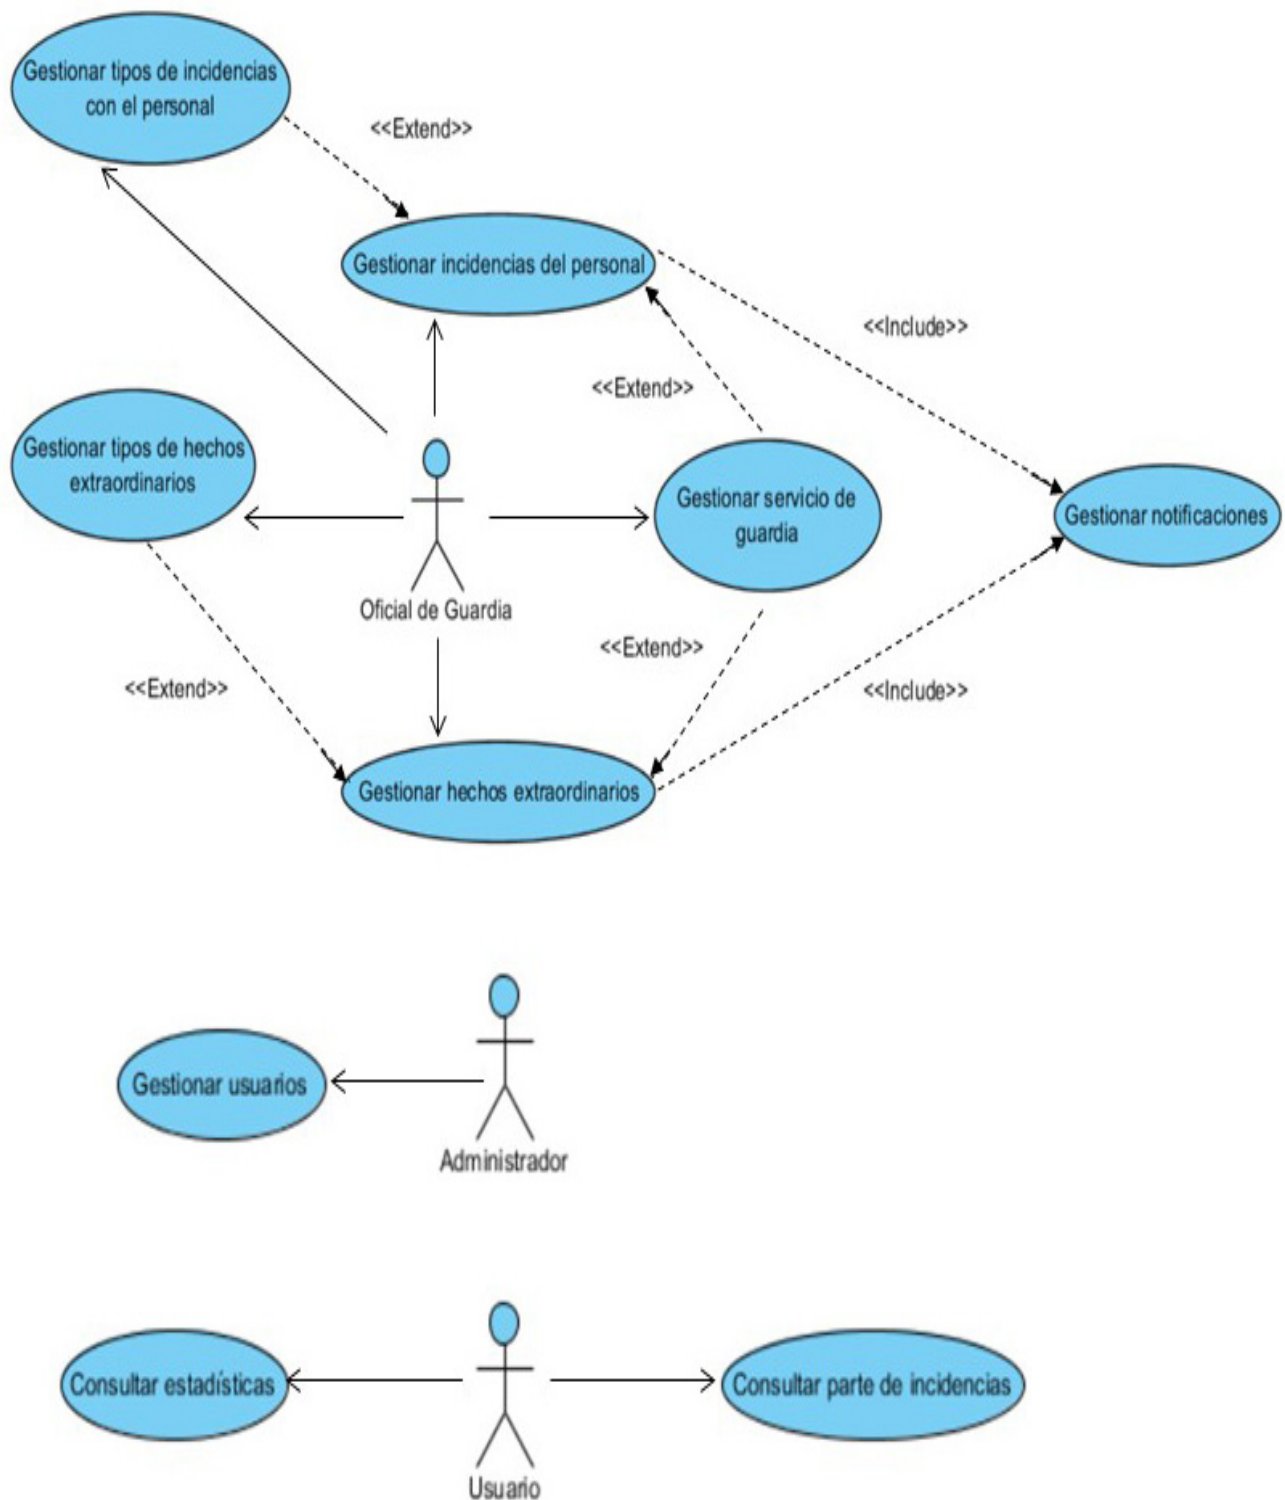 Gestionar tipos de incidencias
con el personal
<<Extend>>
Gestionar incidencias del personal
<<Include>>
<<Extend>>
Gestionar tipos de hechos
extraordinarios
Gestionar servicio de
guardia
Gestionar notificaciones
Oficial de Guardia
<<Extend>>
<<Extend>>
<<Include>>
Gestionar hechos extraordinarios
Gestionar usuarios
Administrador
Consultar estadísticas
Consultar parte de incidencias
Usuario